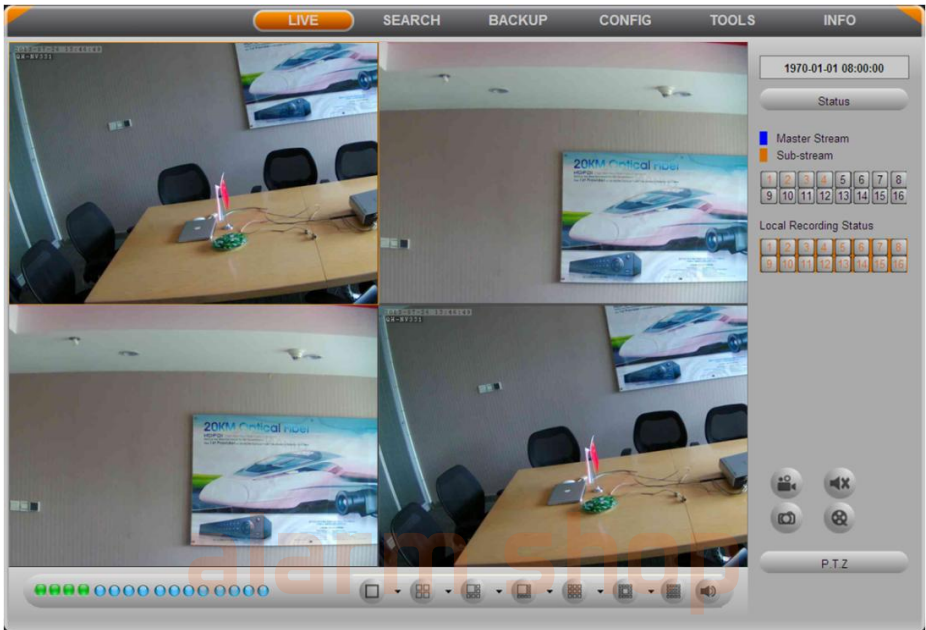 LIVE SEARCH BACKUP CONFIG TOOLS INFO
1970-01-01 08:00:00
Status
Master Stream
Sub-stream
1 2 3 4 5 6 7 8
9 10 11 12 13 14 15 16
Local Recording Status
1 2 3 4 5 6 7 8
9 10 11 12 13 14 15 16
20KM Optical Fiber
20KM Optical Fiber
P.T.Z
alarm shop